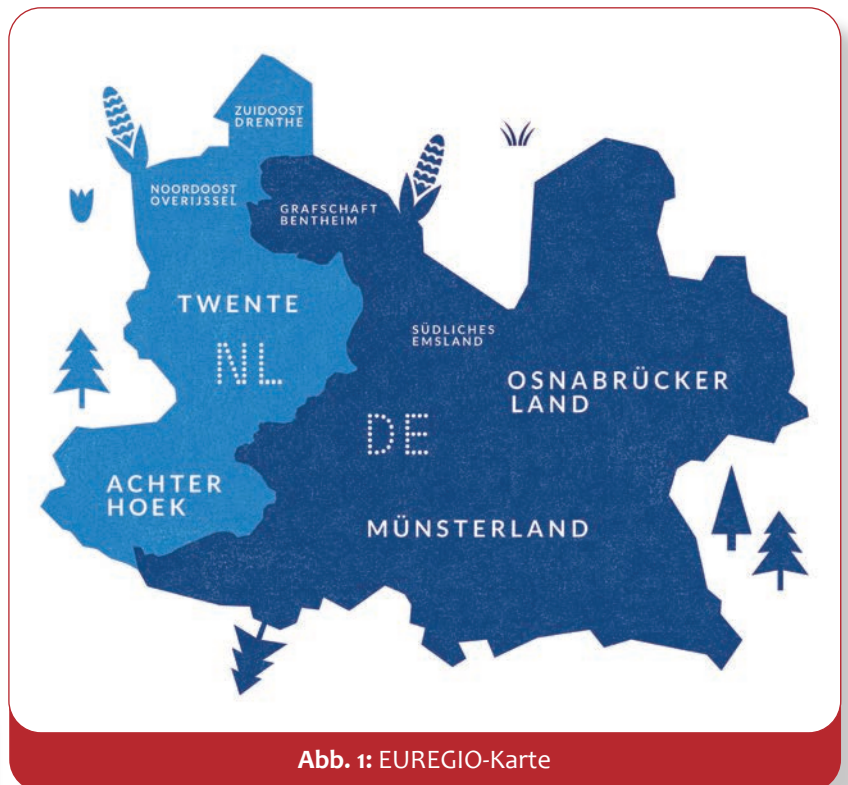 ZUIDOOST
DRENTHE
NOORDOOST
OVERIJSSEL
GRAFSCHAFT
BENTHEIM
TWENTE
NL
SÜDLICHES
EMSLAND
OSNABRÜCKER
LAND
DE
ACHTER
HOEK
MÜNSTERLAND
Abb. 1: EUREGIO-Karte